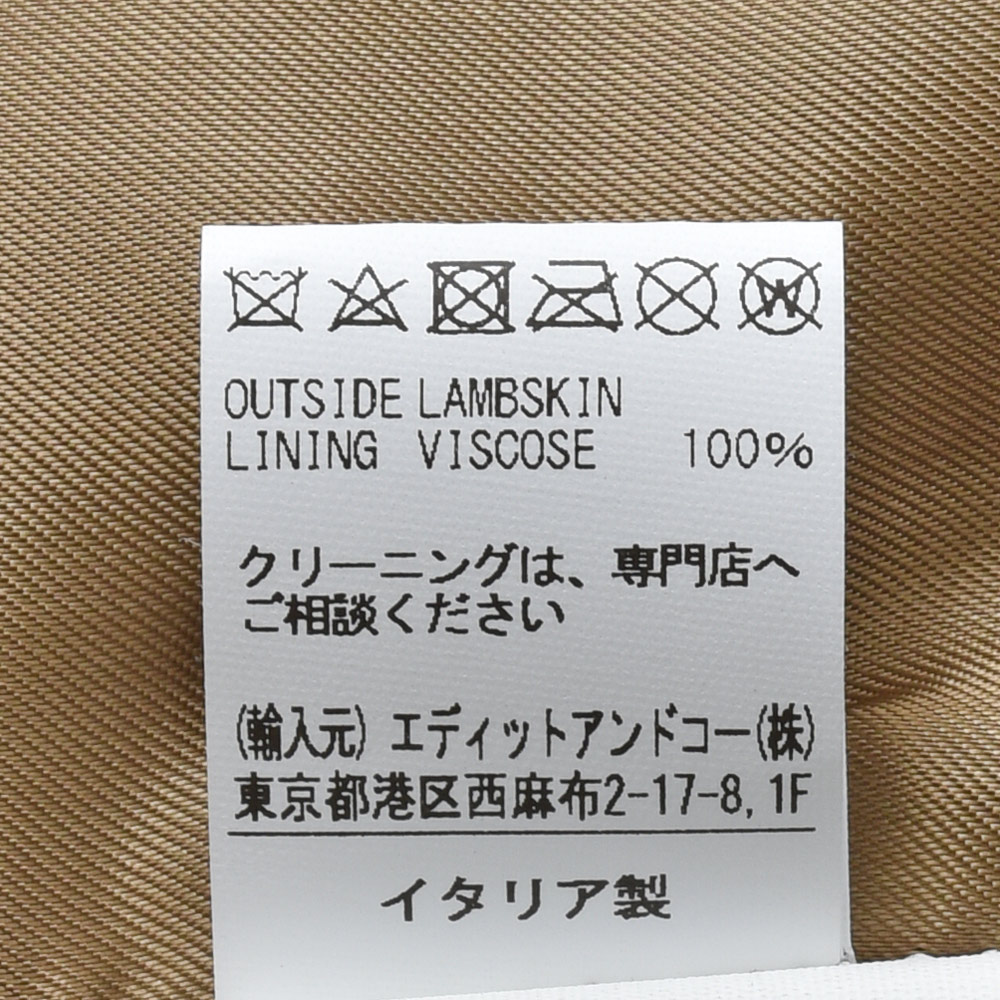 W
OUTSIDE LAMBSKIN
LINING VISCOSE 100%
クリーニングは、専門店へ
ご相談ください
(輸入元) エディットアンドコー(株)
東京都港区西麻布2-17-8, 1F
イタリア製